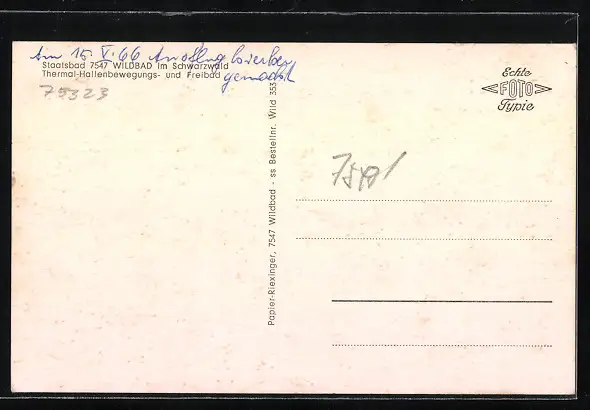 Am 15. V. 66 Ausflug hierher
gemacht
Staatsbad 7547 WILDBAD im Schwarzwald
Thermal-Hallenbewegungs- und Freibad
75323
Papier-Riexinger, 7547 Wildbad - ss Bestellnr. Wild 353
Echte
FOTO
Typie